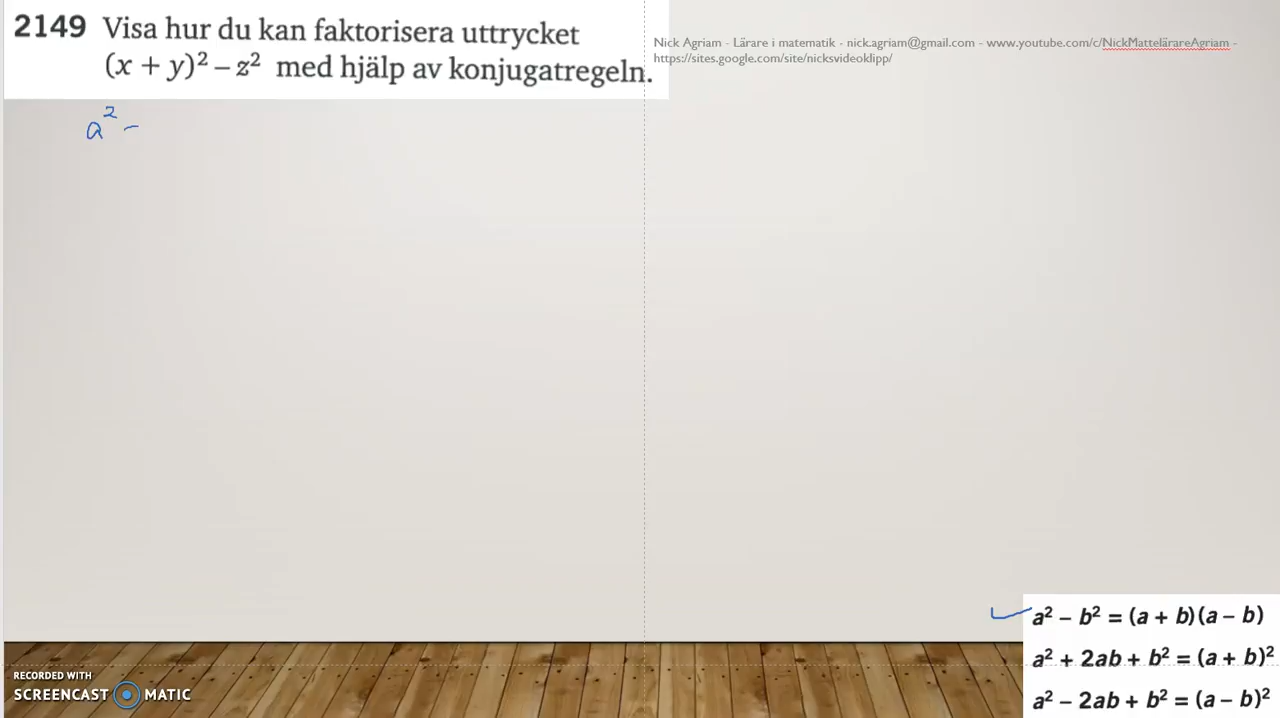 2149 Visa hur du kan faktorisera uttrycket
(x + y)² – z² med hjälp av konjugatregeln.
Nick Agriam - Lärare i matematik - nick.agriam@gmail.com - www.youtube.com/c/NickMattelärareAgriam -
https://sites.google.com/site/nicksvideoklipp/
a² -
a² – b² = (a + b)(a – b)
a² + 2ab + b² = (a + b)²
a² – 2ab + b² = (a – b)²
RECORDED WITH
SCREENCAST MATIC